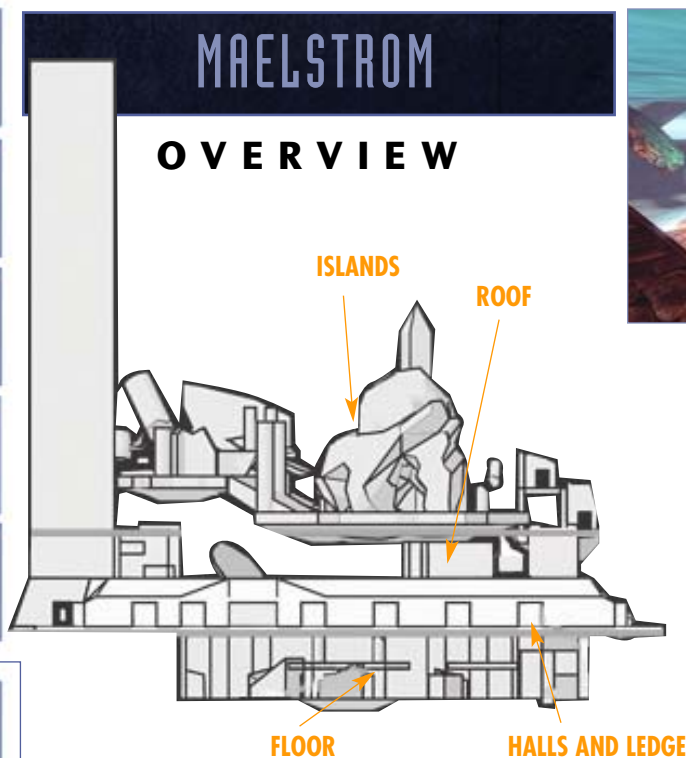 MAELSTROM
OVERVIEW
ISLANDS
ROOF
FLOOR
HALLS AND LEDGE